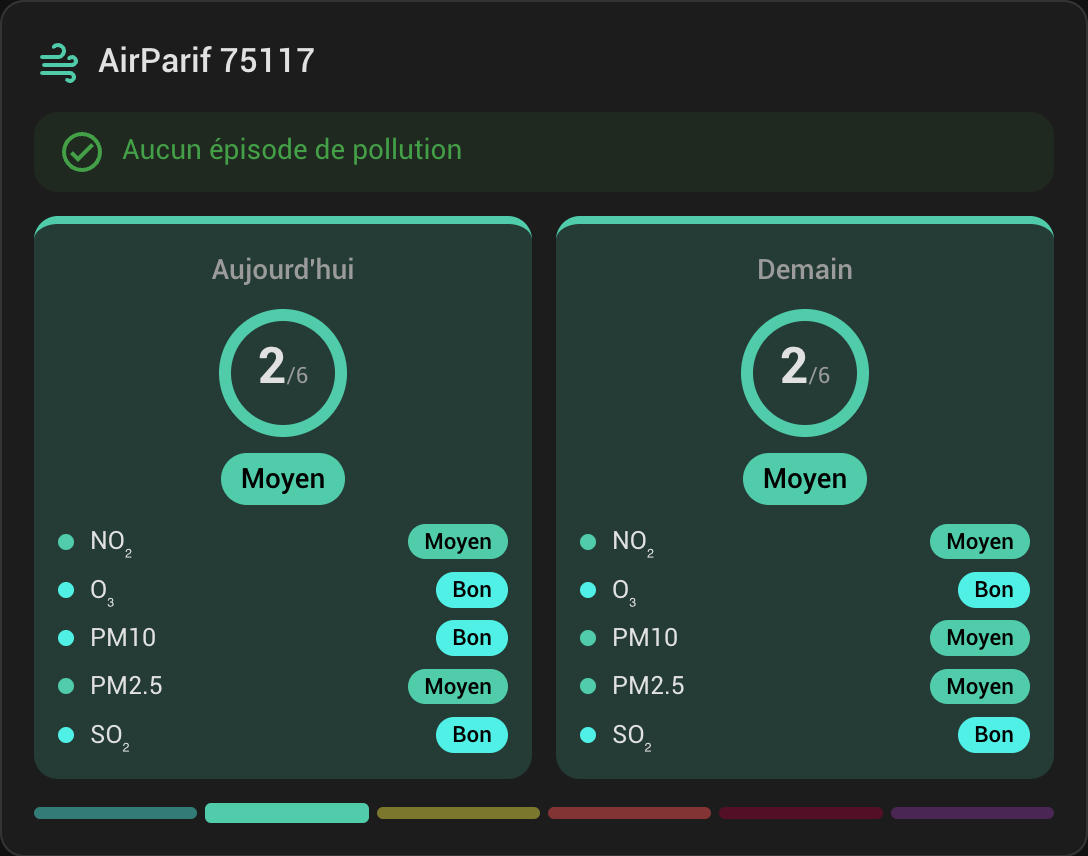 AirParif 75117
Aucun épisode de pollution
Aujourd'hui
2/6
Moyen
NO₂ Moyen
O₃ Bon
PM10 Bon
PM2.5 Moyen
SO₂ Bon
Demain
2/6
Moyen
NO₂ Moyen
O₃ Bon
PM10 Moyen
PM2.5 Moyen
SO₂ Bon